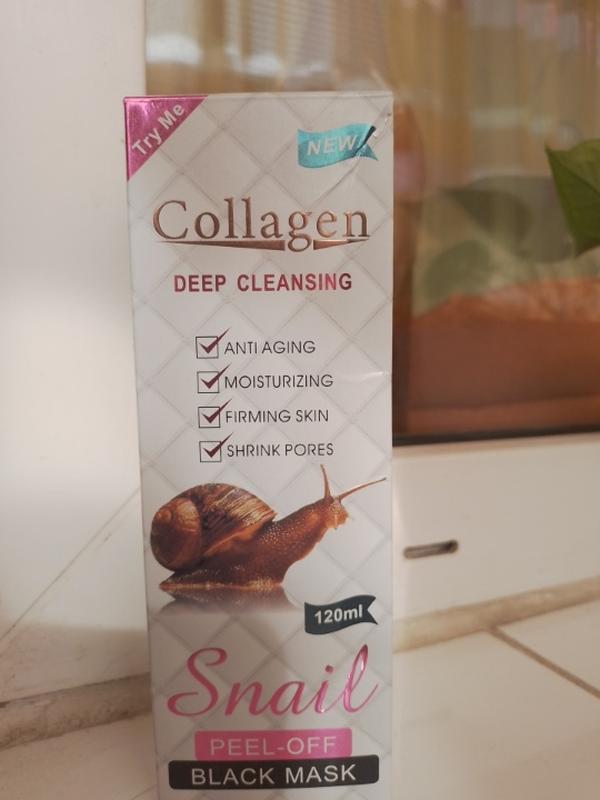 Try Me
NEW
Collagen
DEEP CLEANSING
ANTI AGING
MOISTURIZING
FIRMING SKIN
SHRINK PORES
120ml
Snail
PEEL-OFF
BLACK MASK